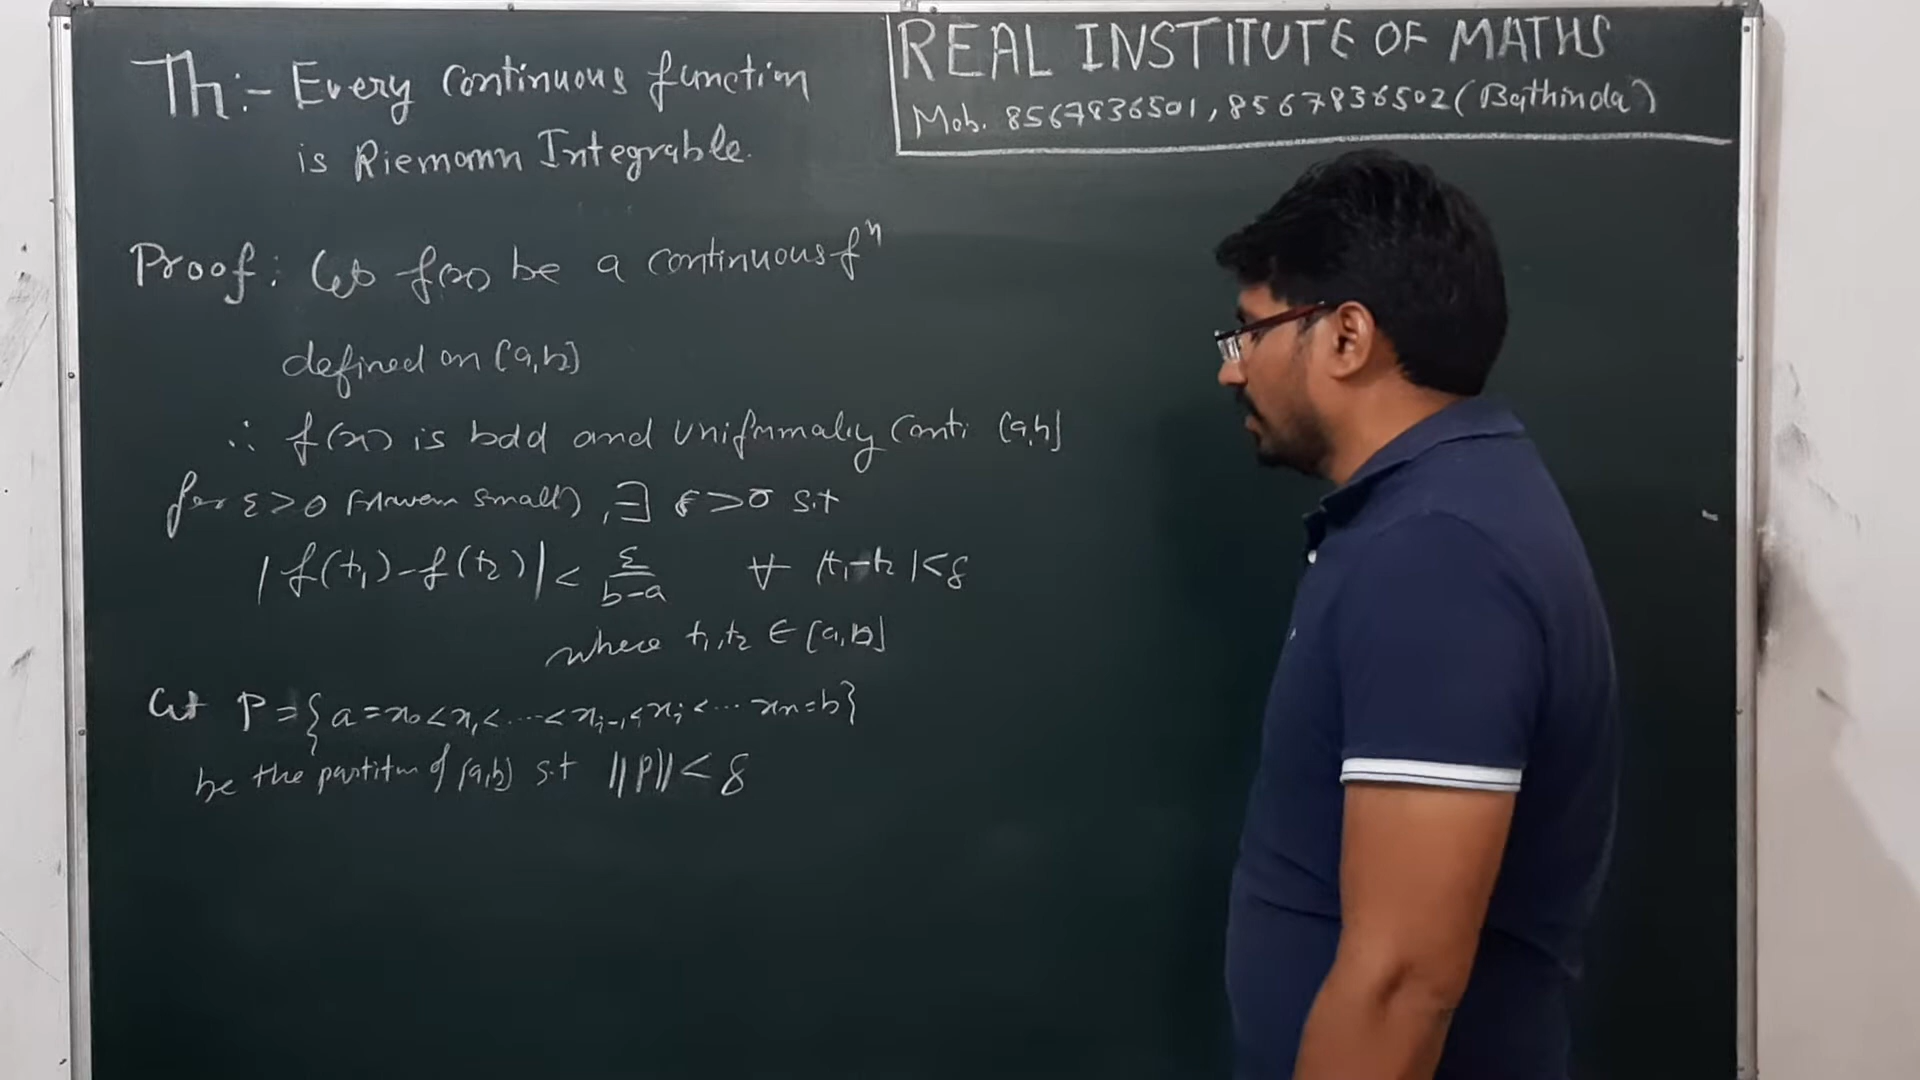 Th:- Every continuous function
is Riemann Integrable.
REAL INSTITUTE OF MATHS
Mob. 8567836501, 8567836502 (Bathinda)
Proof: Let f(x) be a continuous fⁿ
defined on [a,b]
∴ f(x) is bdd and Uniformaly Conti [a,b]
for ε>0 ( small), ∃ δ>0 s.t
|f(t₁)-f(t₂)| < ε/(b-a) ∀ |t₁-t₂|<δ
where t₁,t₂ ∈ [a,b]
Let P={a=x₀<x₁<...<xᵢ₋₁<xᵢ<... xₙ=b}
be the partition of [a,b] s.t ||P|| < δ